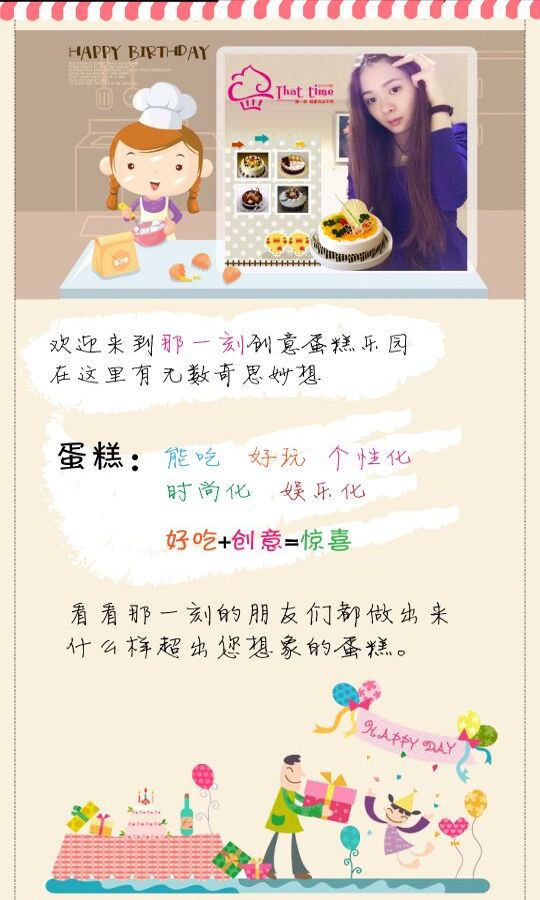 HAPPY BIRTHDAY
That time
欢迎来到那一刻创意蛋糕乐园
在这里有无数奇思妙想
蛋糕：能吃 好玩 个性化
时尚化 娱乐化
好吃+创意=惊喜
看看那一刻的朋友们都做出来
什么样超出您想象的蛋糕。
HAPPY DAY